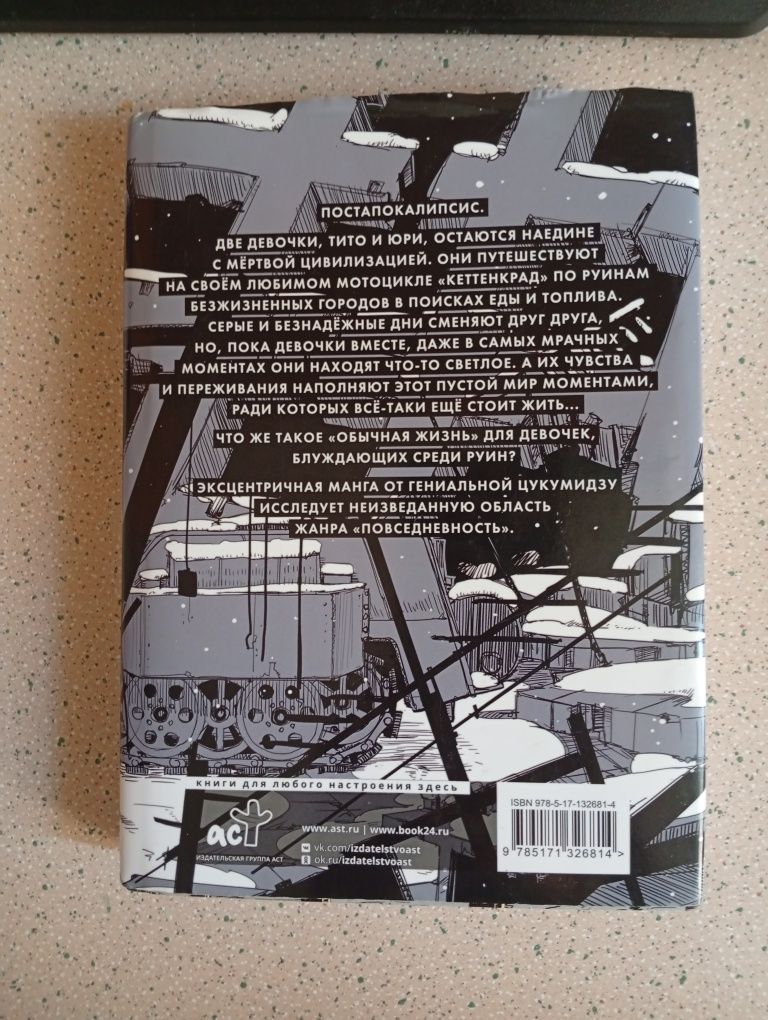 ПОСТАПОКАЛИПСИС.
ДВЕ ДЕВОЧКИ, ТИТО И ЮРИ, ОСТАЮТСЯ НАЕДИНЕ
С МЁРТВОЙ ЦИВИЛИЗАЦИЕЙ. ОНИ ПУТЕШЕСТВУЮТ
НА СВОЁМ ЛЮБИМОМ МОТОЦИКЛЕ «КЕТТЕНКРАД» ПО РУИНАМ
БЕЗЖИЗНЕННЫХ ГОРОДОВ В ПОИСКАХ ЕДЫ И ТОПЛИВА.
СЕРЫЕ И БЕЗНАДЁЖНЫЕ ДНИ СМЕНЯЮТ ДРУГ ДРУГА,
НО, ПОКА ДЕВОЧКИ ВМЕСТЕ, ДАЖЕ В САМЫХ МРАЧНЫХ
МОМЕНТАХ ОНИ НАХОДЯТ ЧТО-ТО СВЕТЛОЕ. А ИХ ЧУВСТВА
И ПЕРЕЖИВАНИЯ НАПОЛНЯЮТ ЭТОТ ПУСТОЙ МИР МОМЕНТАМИ,
РАДИ КОТОРЫХ ВСЁ-ТАКИ ЕЩЁ СТОИТ ЖИТЬ...
ЧТО ЖЕ ТАКОЕ «ОБЫЧНАЯ ЖИЗНЬ» ДЛЯ ДЕВОЧЕК,
БЛУЖДАЮЩИХ СРЕДИ РУИН?
ЭКСЦЕНТРИЧНАЯ МАНГА ОТ ГЕНИАЛЬНОЙ ЦУКУМИДЗУ
ИССЛЕДУЕТ НЕИЗВЕДАННУЮ ОБЛАСТЬ
ЖАНРА «ПОВСЕДНЕВНОСТЬ».
книги для любого настроения здесь
аст
ИЗДАТЕЛЬСКАЯ ГРУППА АСТ
www.ast.ru | www.book24.ru
vk.com/izdatelstvoast
ok.ru/izdatelstvoast
ISBN 978-5-17-132681-4
9 785171 326814 >